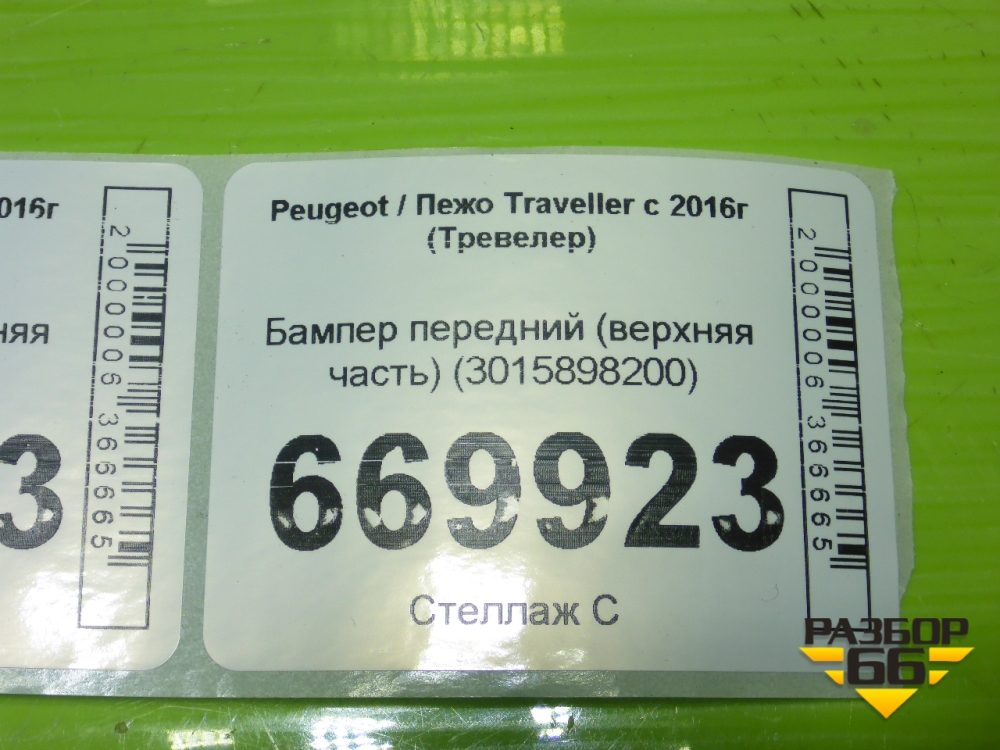 016г
няя
3
2000006366665
Peugeot / Пежо Traveller с 2016г
(Тревелер)
Бампер передний (верхняя
часть) (3015898200)
669923
Стеллаж С
2000006366665
РАЗБОР
66